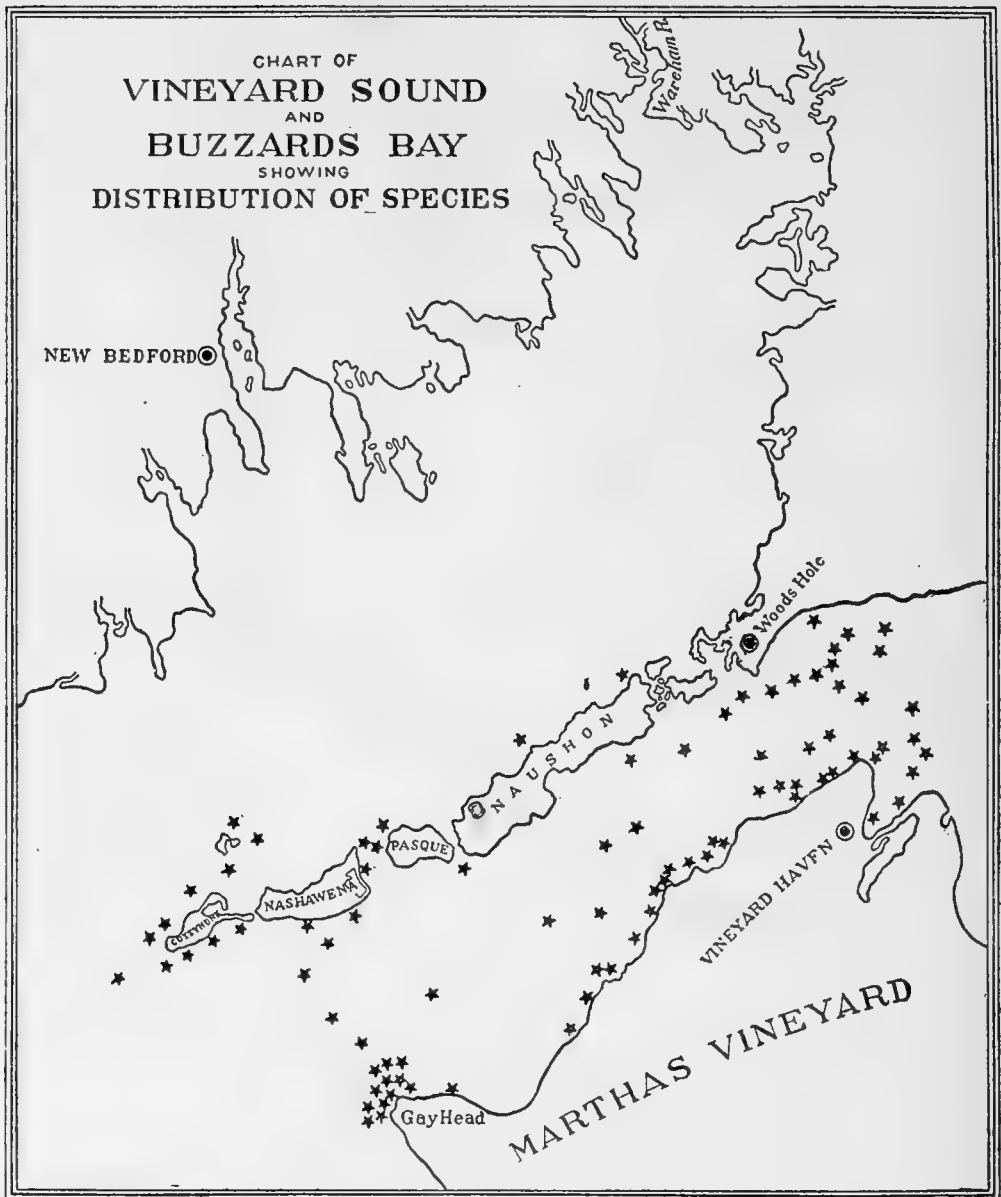 CHART OF
VINEYARD SOUND
AND
BUZZARDS BAY
SHOWING
DISTRIBUTION OF SPECIES
Wareham R.
NEW BEDFORD
Woods Hole
NAUSHON
PASQUE
NASHAWENA
CUTTYHUNK
VINEYARD HAVEN
MARTHAS VINEYARD
Gay Head